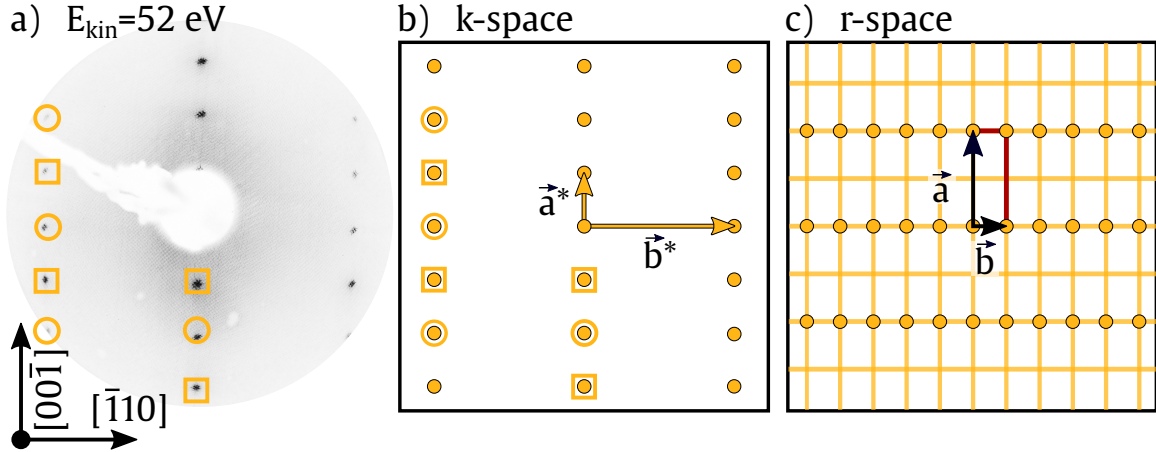 a) E_kin=52 eV
b) k-space
c) r-space
[001̄]
[1̄10]
a⃗*
b⃗*
a⃗
b⃗